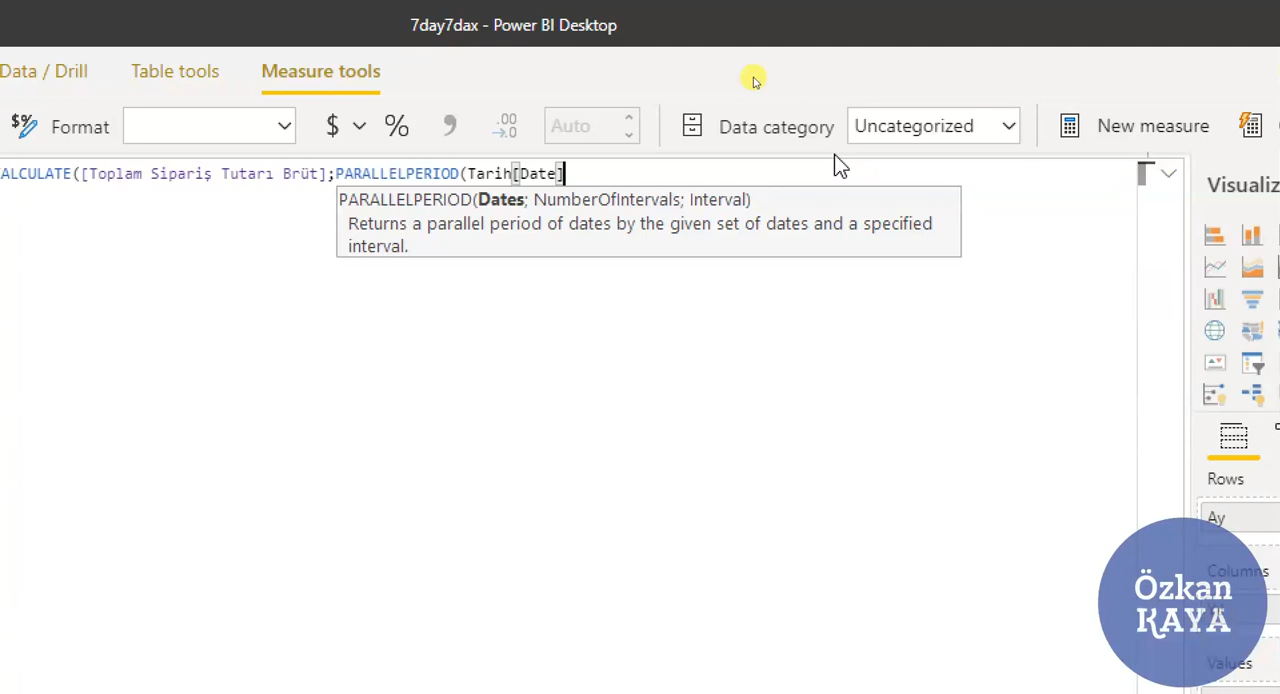 7day7dax - Power BI Desktop
Data / Drill Table tools Measure tools
$% Format $ % .00 →.0 Auto Data category Uncategorized New measure
ALCULATE([Toplam Sipariş Tutarı Brüt];PARALLELPERIOD(Tarih[Date]
PARALLELPERIOD(Dates; NumberOfIntervals; Interval)
Returns a parallel period of dates by the given set of dates and a specified
interval.
Visualiz
Rows
Ay
Columns
Values
Özkan
KAYA